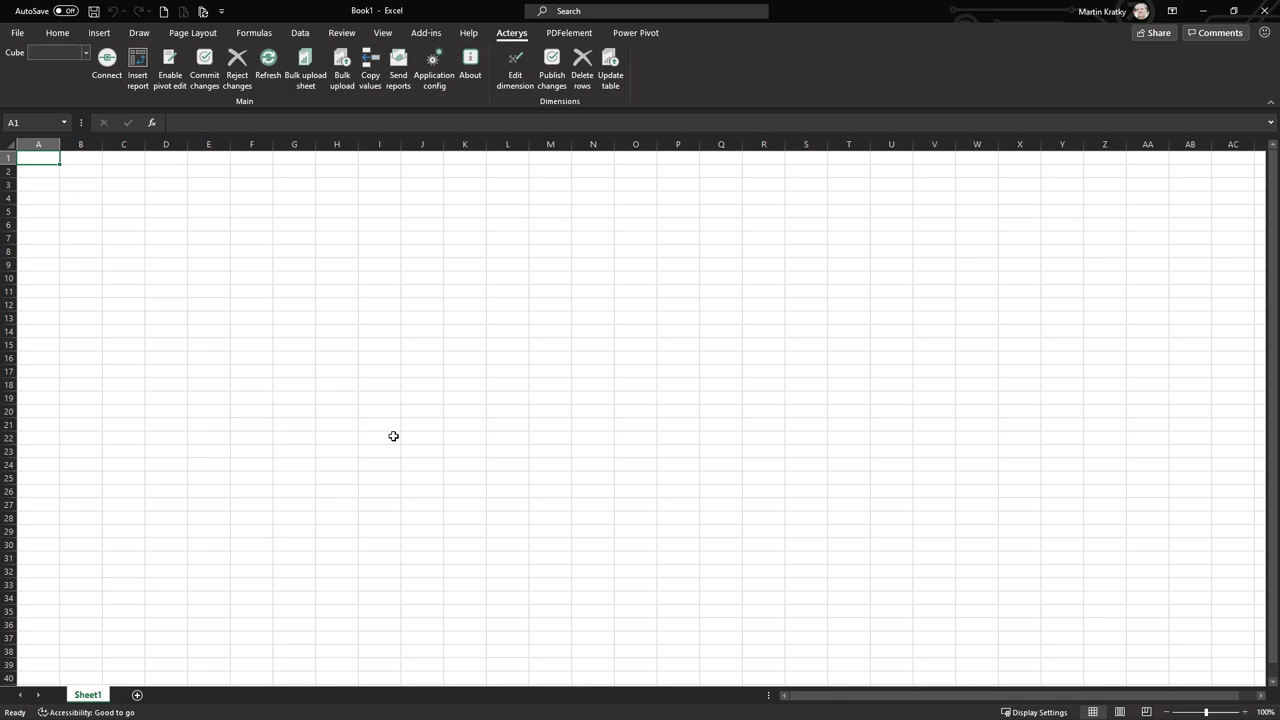 AutoSave Off Book1 - Excel Search Martin Kratky
File Home Insert Draw Page Layout Formulas Data Review View Add-ins Help Acterys PDFelement Power Pivot Share Comments
Cube
Connect
Insert report
Enable pivot edit
Commit changes
Reject changes
Refresh
Bulk upload sheet
Bulk upload
Copy values
Send reports
Application config
About
Edit dimension
Publish changes
Delete rows
Update table
Main Dimensions
A1 fx
A B C D E F G H I J K L M N O P Q R S T U V W X Y Z AA AB AC
1
2
3
4
5
6
7
8
9
10
11
12
13
14
15
16
17
18
19
20
21
22
23
24
25
26
27
28
29
30
31
32
33
34
35
36
37
38
39
40
Sheet1
Ready Accessibility: Good to go Display Settings 100%